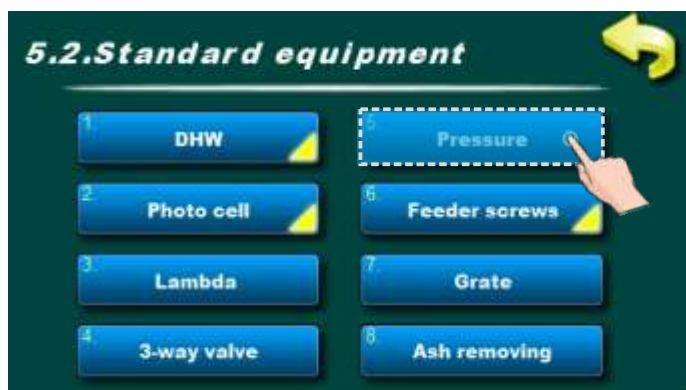 5.2.Standard equipment
1. DHW
5. Pressure
2. Photo cell
6. Feeder screws
3. Lambda
7. Grate
4. 3-way valve
8. Ash removing